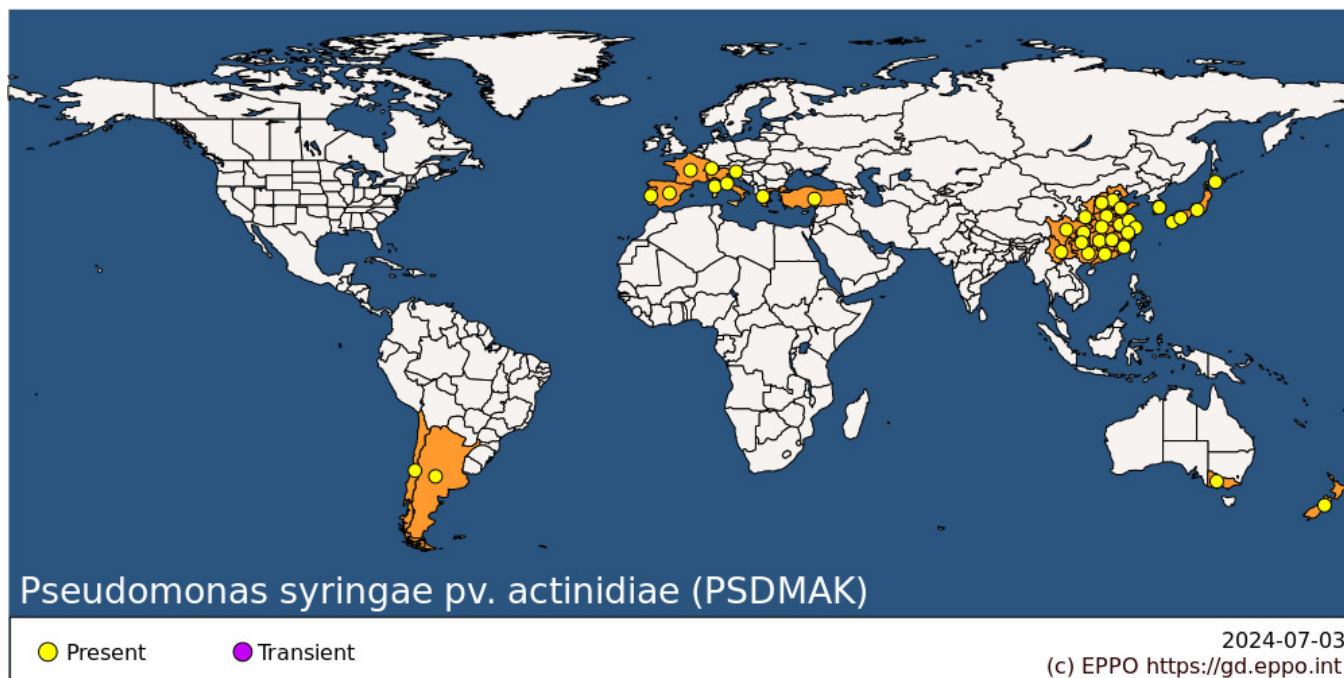 Pseudomonas syringae pv. actinidiae (PSDMAK)
Present
Transient
2024-07-03
(c) EPPO https://gd.eppo.int